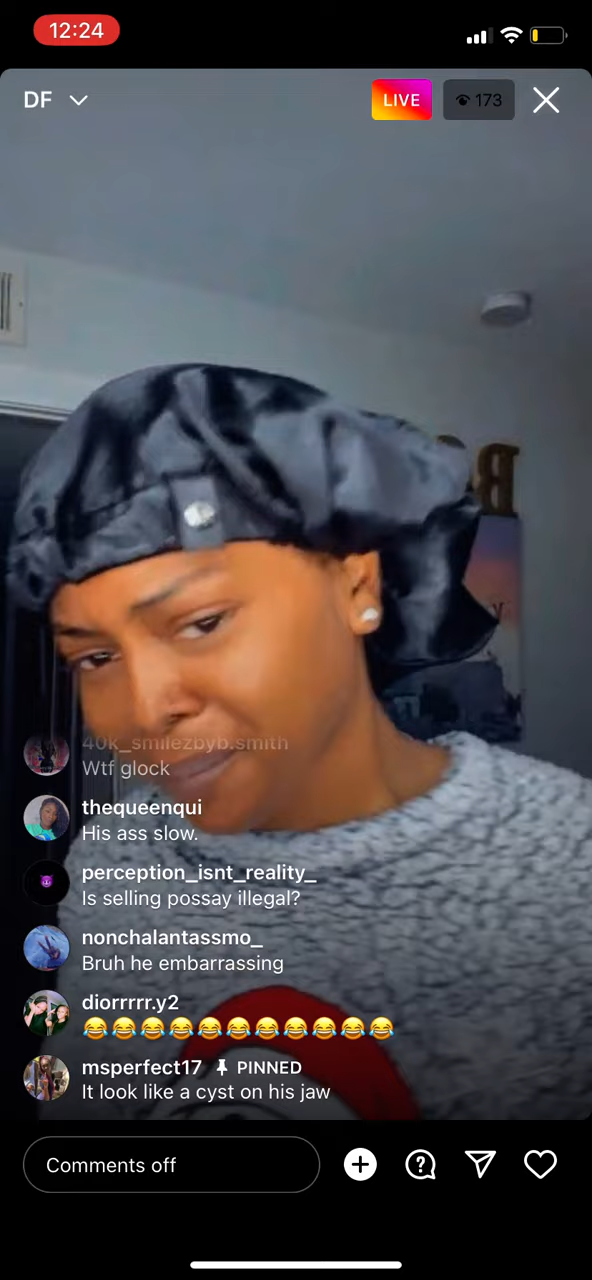 12:24
DF
LIVE
173
B
40k_smilezbyb.smith
Wtf glock
thequeenqui
His ass slow.
perception_isnt_reality_
Is selling possay illegal?
nonchalantassmo_
Bruh he embarrassing
diorrrrr.y2
😂😂😂😂😂😂😂😂😂😂😂
msperfect17 PINNED
It look like a cyst on his jaw
Comments off